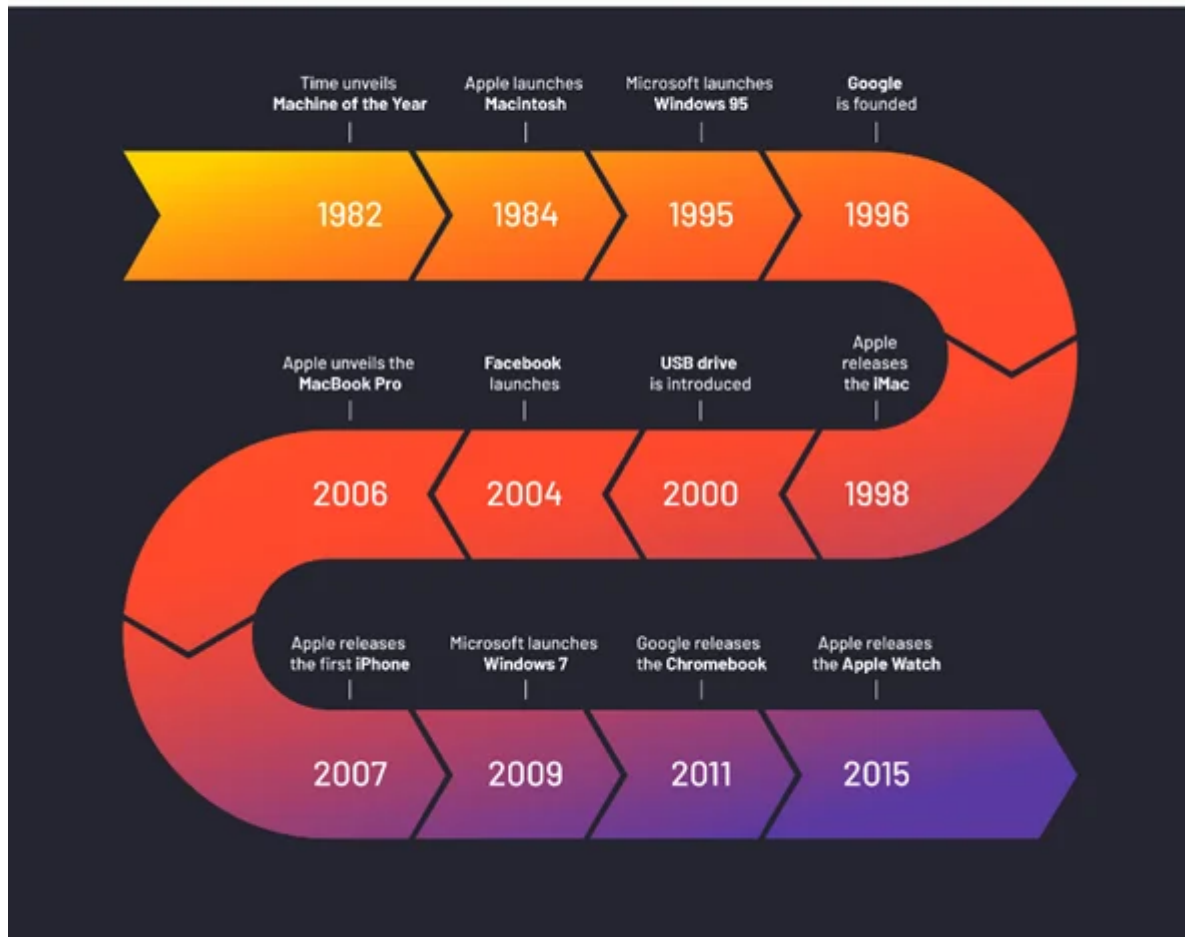 Time unveils
Machine of the Year
1982
Apple launches
Macintosh
1984
Microsoft launches
Windows 95
1995
Google
is founded
1996
Apple
releases
the iMac
1998
USB drive
is introduced
2000
Facebook
launches
2004
Apple unveils the
MacBook Pro
2006
Apple releases
the first iPhone
2007
Microsoft launches
Windows 7
2009
Google releases
the Chromebook
2011
Apple releases
the Apple Watch
2015